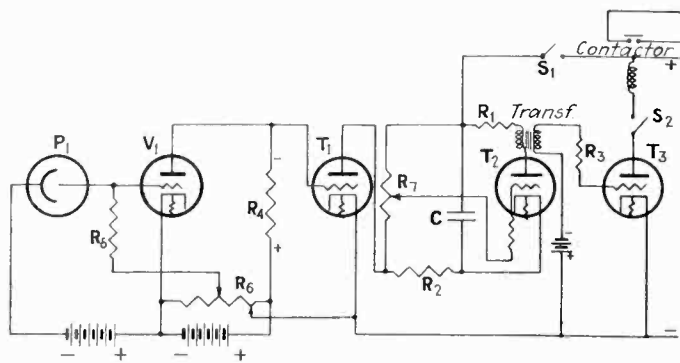 Contactor
+
S1
S2
R1
Transf.
P1
V1
T1
T2
R3
T3
−
R4
R7
+
C
−
+
R5
R6
R2
−
+
−
+
−